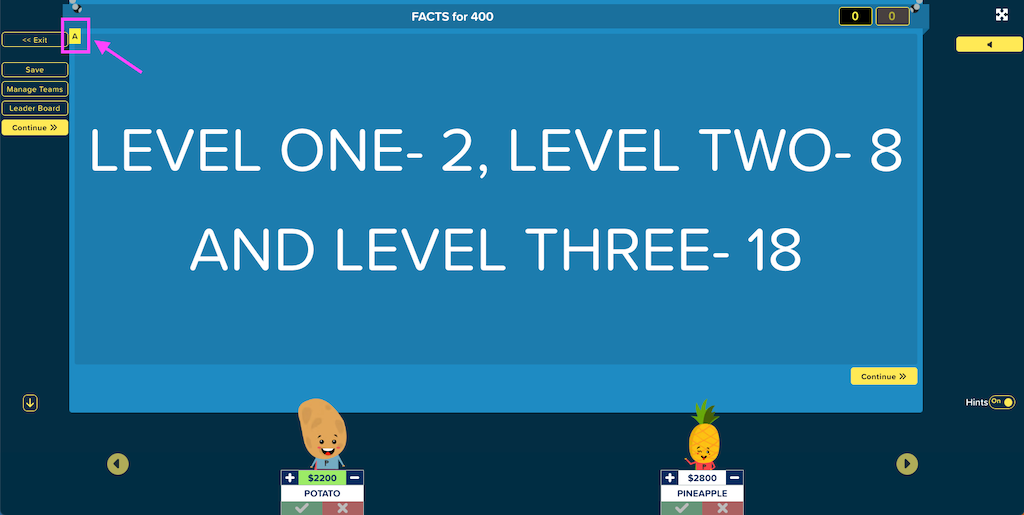 FACTS for 400
0
0
<< Exit
A
Save
Manage Teams
Leader Board
Continue >>
LEVEL ONE- 2, LEVEL TWO- 8
AND LEVEL THREE- 18
Continue >>
Hints On
+ $2200 −
POTATO
+ $2800 −
PINEAPPLE